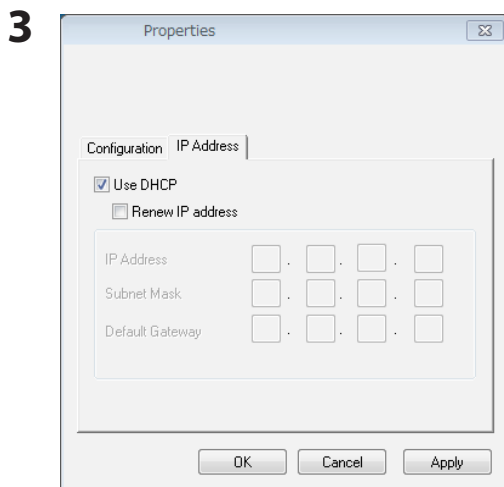 3
Properties
Configuration IP Address
Use DHCP
Renew IP address
IP Address . . .
Subnet Mask . . .
Default Gateway . . .
OK Cancel Apply